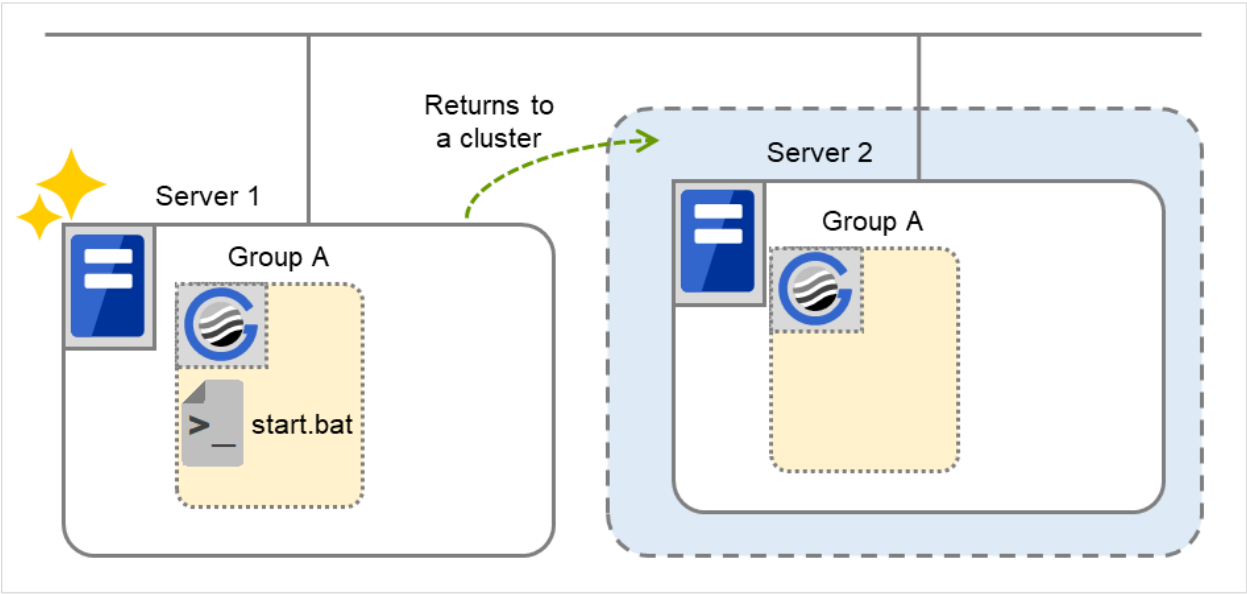 Returns to
a cluster
Server 1
Group A
start.bat
Server 2
Group A